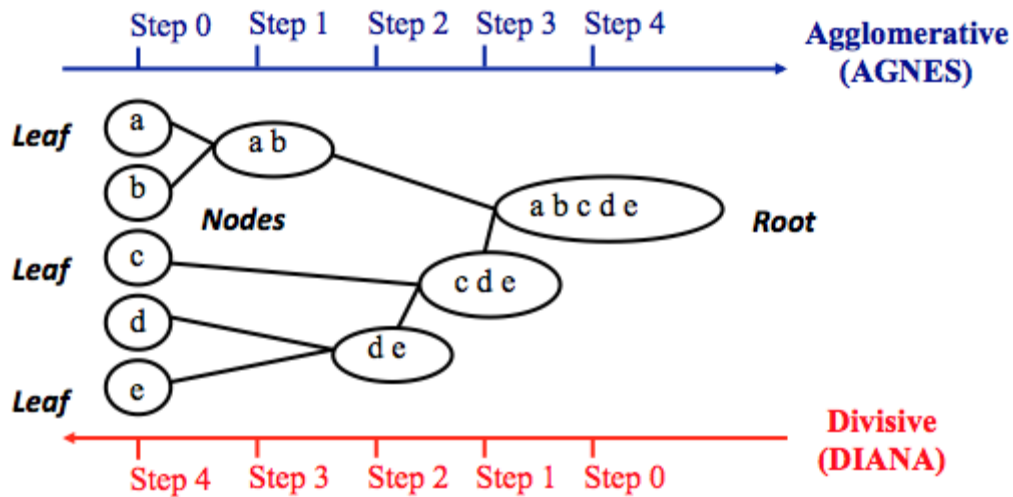 Step 0 Step 1 Step 2 Step 3 Step 4
Agglomerative
(AGNES)
Leaf
a
a b
b
a b c d e
Nodes
Root
c
Leaf
c d e
d
d e
e
Leaf
Divisive
(DIANA)
Step 4 Step 3 Step 2 Step 1 Step 0